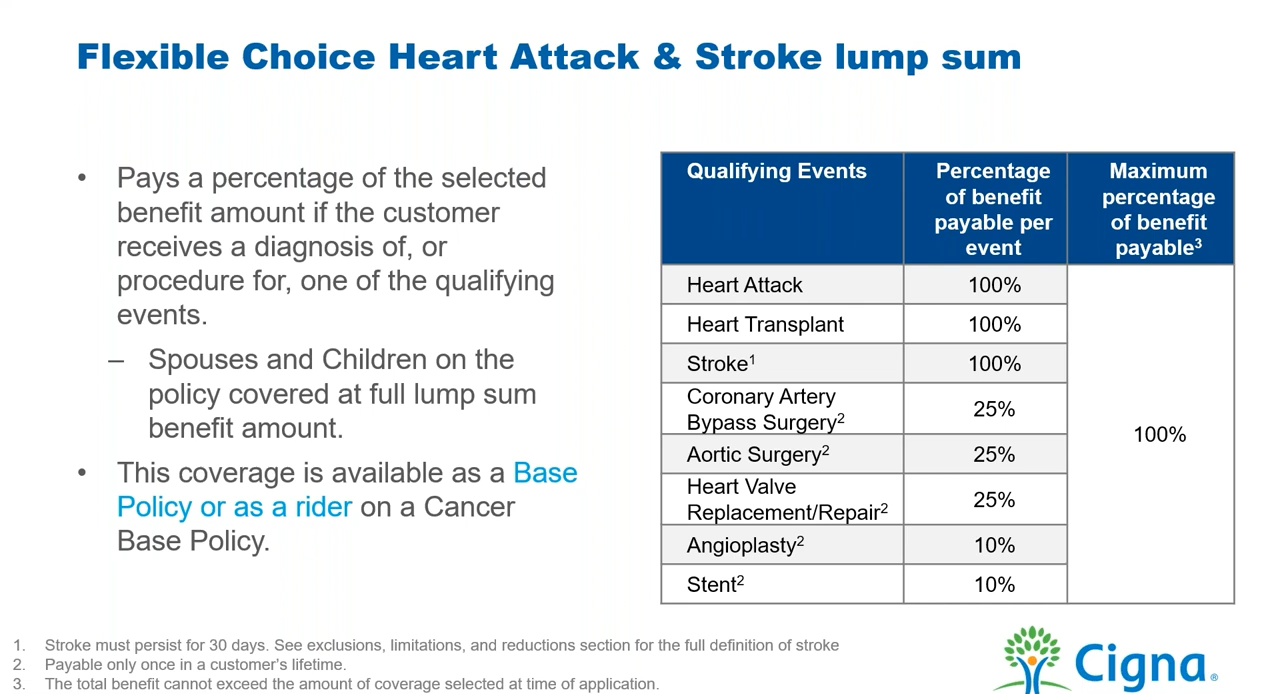 Flexible Choice Heart Attack & Stroke lump sum
• Pays a percentage of the selected
benefit amount if the customer
receives a diagnosis of, or
procedure for, one of the qualifying
events.
– Spouses and Children on the
policy covered at full lump sum
benefit amount.
• This coverage is available as a Base
Policy or as a rider on a Cancer
Base Policy.
Qualifying Events
Percentage
of benefit
payable per
event
Maximum
percentage
of benefit
payable³
Heart Attack 100%
Heart Transplant 100%
Stroke¹ 100%
Coronary Artery
Bypass Surgery² 25%
Aortic Surgery² 25%
Heart Valve
Replacement/Repair² 25%
Angioplasty² 10%
Stent² 10%
100%
1. Stroke must persist for 30 days. See exclusions, limitations, and reductions section for the full definition of stroke
2. Payable only once in a customer’s lifetime.
3. The total benefit cannot exceed the amount of coverage selected at time of application.
Cigna®